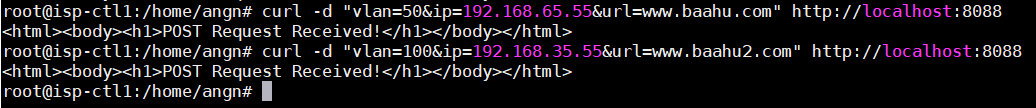 root@isp-ctl1:/home/angn# curl -d "vlan=50&ip=192.168.65.55&url=www.baahu.com" http://localhost:8088
<html><body><h1>POST Request Received!</h1></body></html>
root@isp-ctl1:/home/angn# curl -d "vlan=100&ip=192.168.35.55&url=www.baahu2.com" http://localhost:8088
<html><body><h1>POST Request Received!</h1></body></html>
root@isp-ctl1:/home/angn#